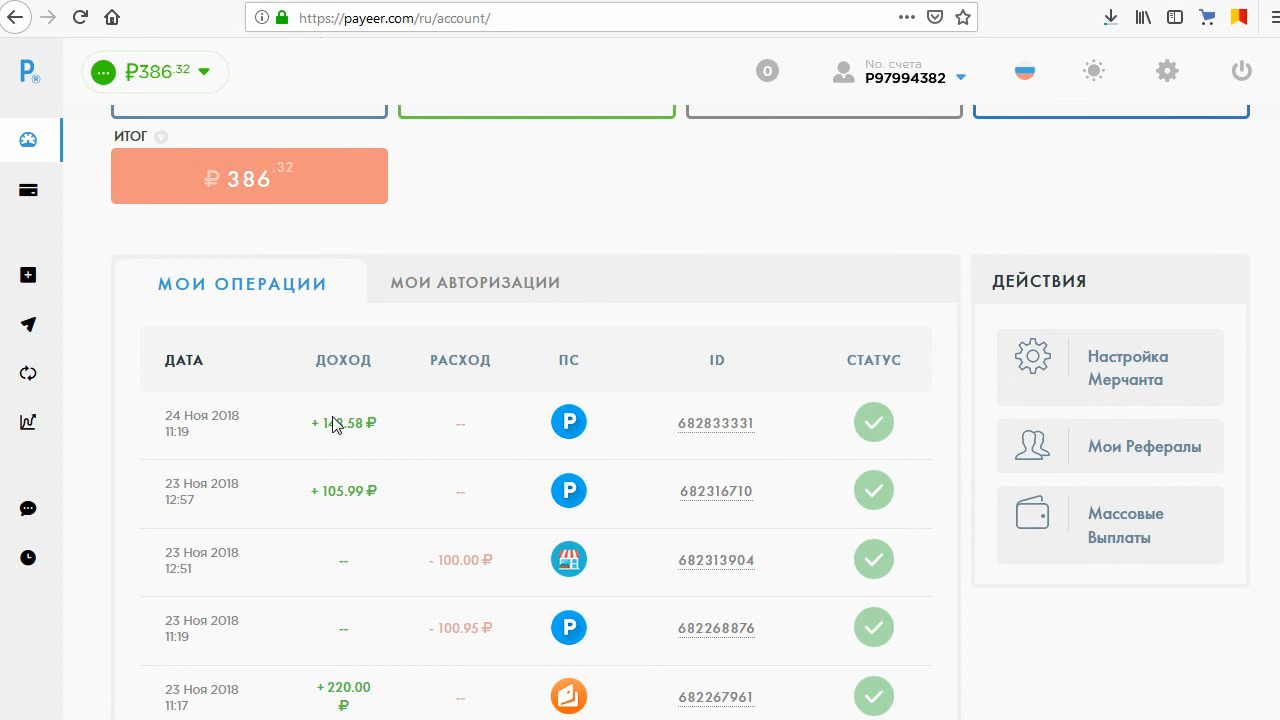 https://payeer.com/ru/account/
P
₽386.32
0
No. счета
P97994382
ИТОГ
₽ 386.32
МОИ ОПЕРАЦИИ
МОИ АВТОРИЗАЦИИ
ДЕЙСТВИЯ
ДАТА ДОХОД РАСХОД ПС ID СТАТУС
24 Ноя 2018
11:19
-- P 682833331
23 Ноя 2018
12:57
+ 105.99 ₽ -- P 682316710
23 Ноя 2018
12:51
-- - 100.00 ₽ 682313904
23 Ноя 2018
11:19
-- - 100.95 ₽ P 682268876
23 Ноя 2018
11:17
+ 220.00
₽
-- 682267961
Настройка
Мерчанта
Мои Рефералы
Массовые
Выплаты